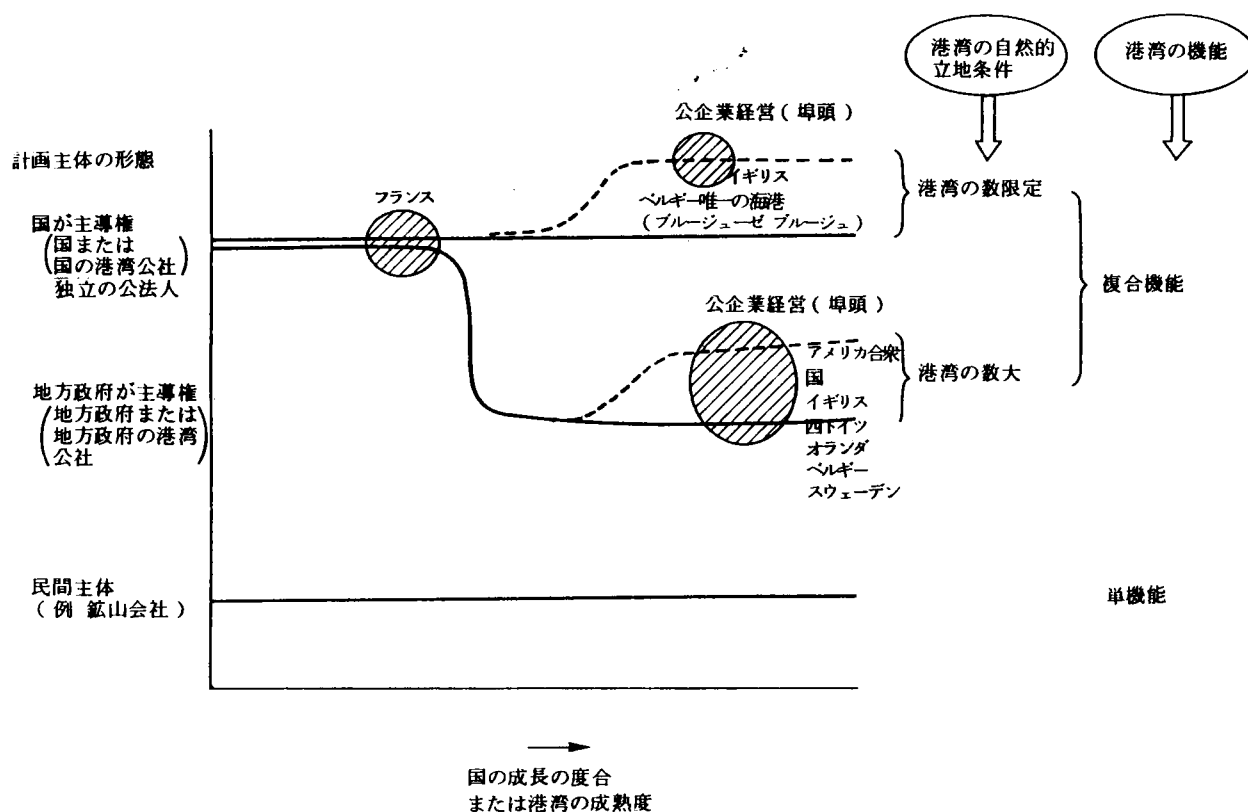 港湾の自然的
立地条件
港湾の機能
公企業経営(埠頭)
計画主体の形態
イギリス
ベルギー唯一の海港
(ブルージューゼ ブルージュ)
港湾の数限定
フランス
国が主導権
(国または
国の港湾公社)
独立の公法人
複合機能
公企業経営(埠頭)
アメリカ合衆
国
イギリス
西ドイツ
オランダ
ベルギー
スウェーデン
港湾の数大
地方政府が主導権
(地方政府または
地方政府の港湾
公社)
民間主体
(例 鉱山会社)
単機能
国の成長の度合
または港湾の成熟度